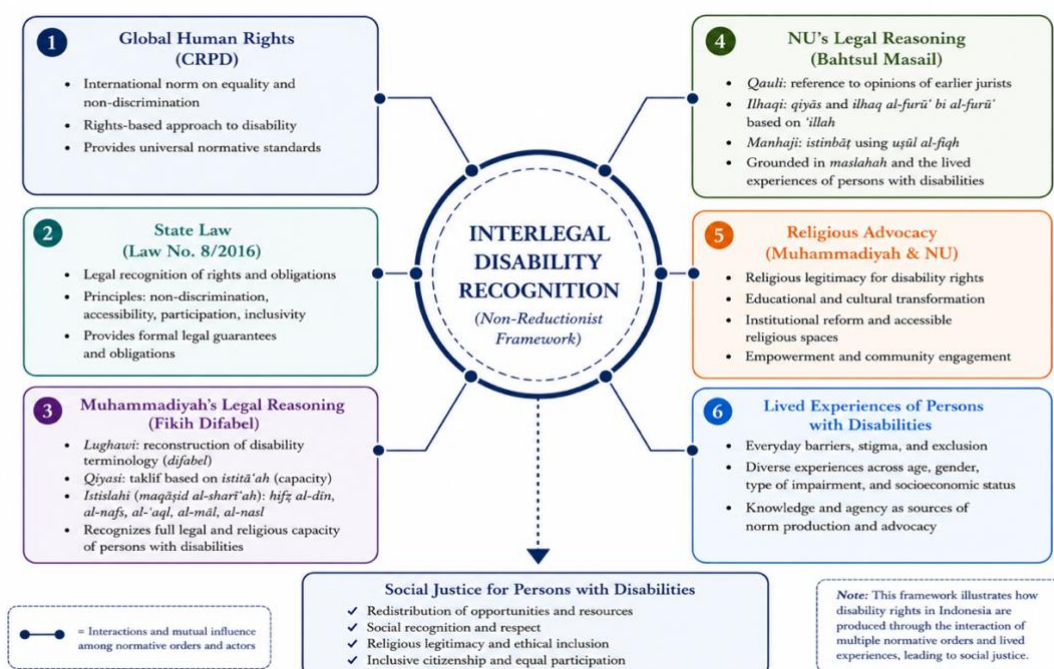 1
Global Human Rights
(CRPD)
• International norm on equality and
non-discrimination
• Rights-based approach to disability
• Provides universal normative standards
2
State Law
(Law No. 8/2016)
• Legal recognition of rights and obligations
• Principles: non-discrimination,
accessibility, participation, inclusivity
• Provides formal legal guarantees
and obligations
3
Muhammadiyah's Legal Reasoning
(Fikih Difabel)
• Lughawi: reconstruction of disability
terminology (difabel)
• Qiyasi: taklif based on istitā'ah (capacity)
• Istislahi (maqāṣid al-sharī'ah): hifẓ al-dīn,
al-nafs, al-'aql, al-māl, al-nasl
• Recognizes full legal and religious capacity
of persons with disabilities
INTERLEGAL
DISABILITY
RECOGNITION
(Non-Reductionist
Framework)
4
NU's Legal Reasoning
(Bahtsul Masail)
• Qauli: reference to opinions of earlier jurists
• Ilhaqi: qiyās and ilhaq al-furū' bi al-furū'
based on 'illah
• Manhaji: istinbāṭ using uṣūl al-fiqh
• Grounded in maslahah and the lived
experiences of persons with disabilities
5
Religious Advocacy
(Muhammadiyah & NU)
• Religious legitimacy for disability rights
• Educational and cultural transformation
• Institutional reform and accessible
religious spaces
• Empowerment and community engagement
6
Lived Experiences of Persons
with Disabilities
• Everyday barriers, stigma, and exclusion
• Diverse experiences across age, gender,
type of impairment, and socioeconomic status
• Knowledge and agency as sources of
norm production and advocacy
= Interactions and mutual influence
among normative orders and actors
Social Justice for Persons with Disabilities
✓ Redistribution of opportunities and resources
✓ Social recognition and respect
✓ Religious legitimacy and ethical inclusion
✓ Inclusive citizenship and equal participation
Note: This framework illustrates how
disability rights in Indonesia are
produced through the interaction of
multiple normative orders and lived
experiences, leading to social justice.